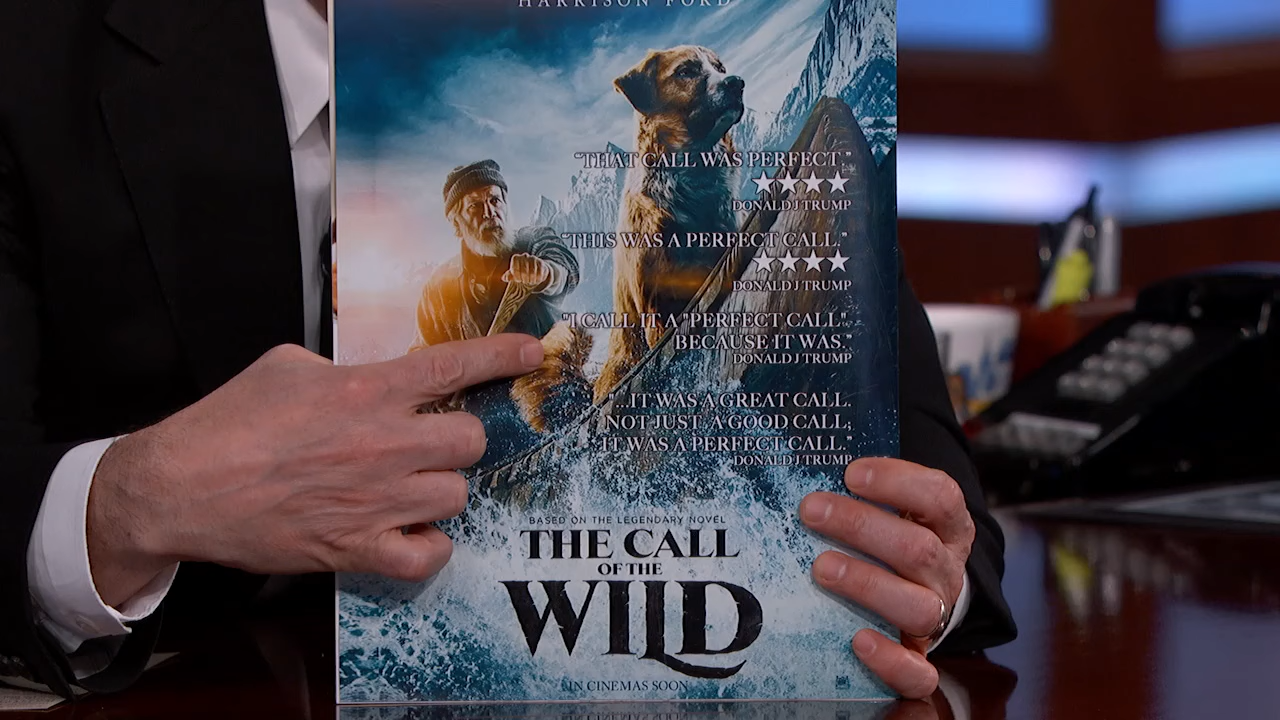 HARRISON FORD
"THAT CALL WAS PERFECT."
DONALD J TRUMP
"THIS WAS A PERFECT CALL."
DONALD J TRUMP
"I CALL IT A "PERFECT CALL",
BECAUSE IT WAS."
DONALD J TRUMP
"...IT WAS A GREAT CALL.
NOT JUST A GOOD CALL;
IT WAS A PERFECT CALL."
DONALD J TRUMP
BASED ON THE LEGENDARY NOVEL
THE CALL
OF THE
WILD
IN CINEMAS SOON